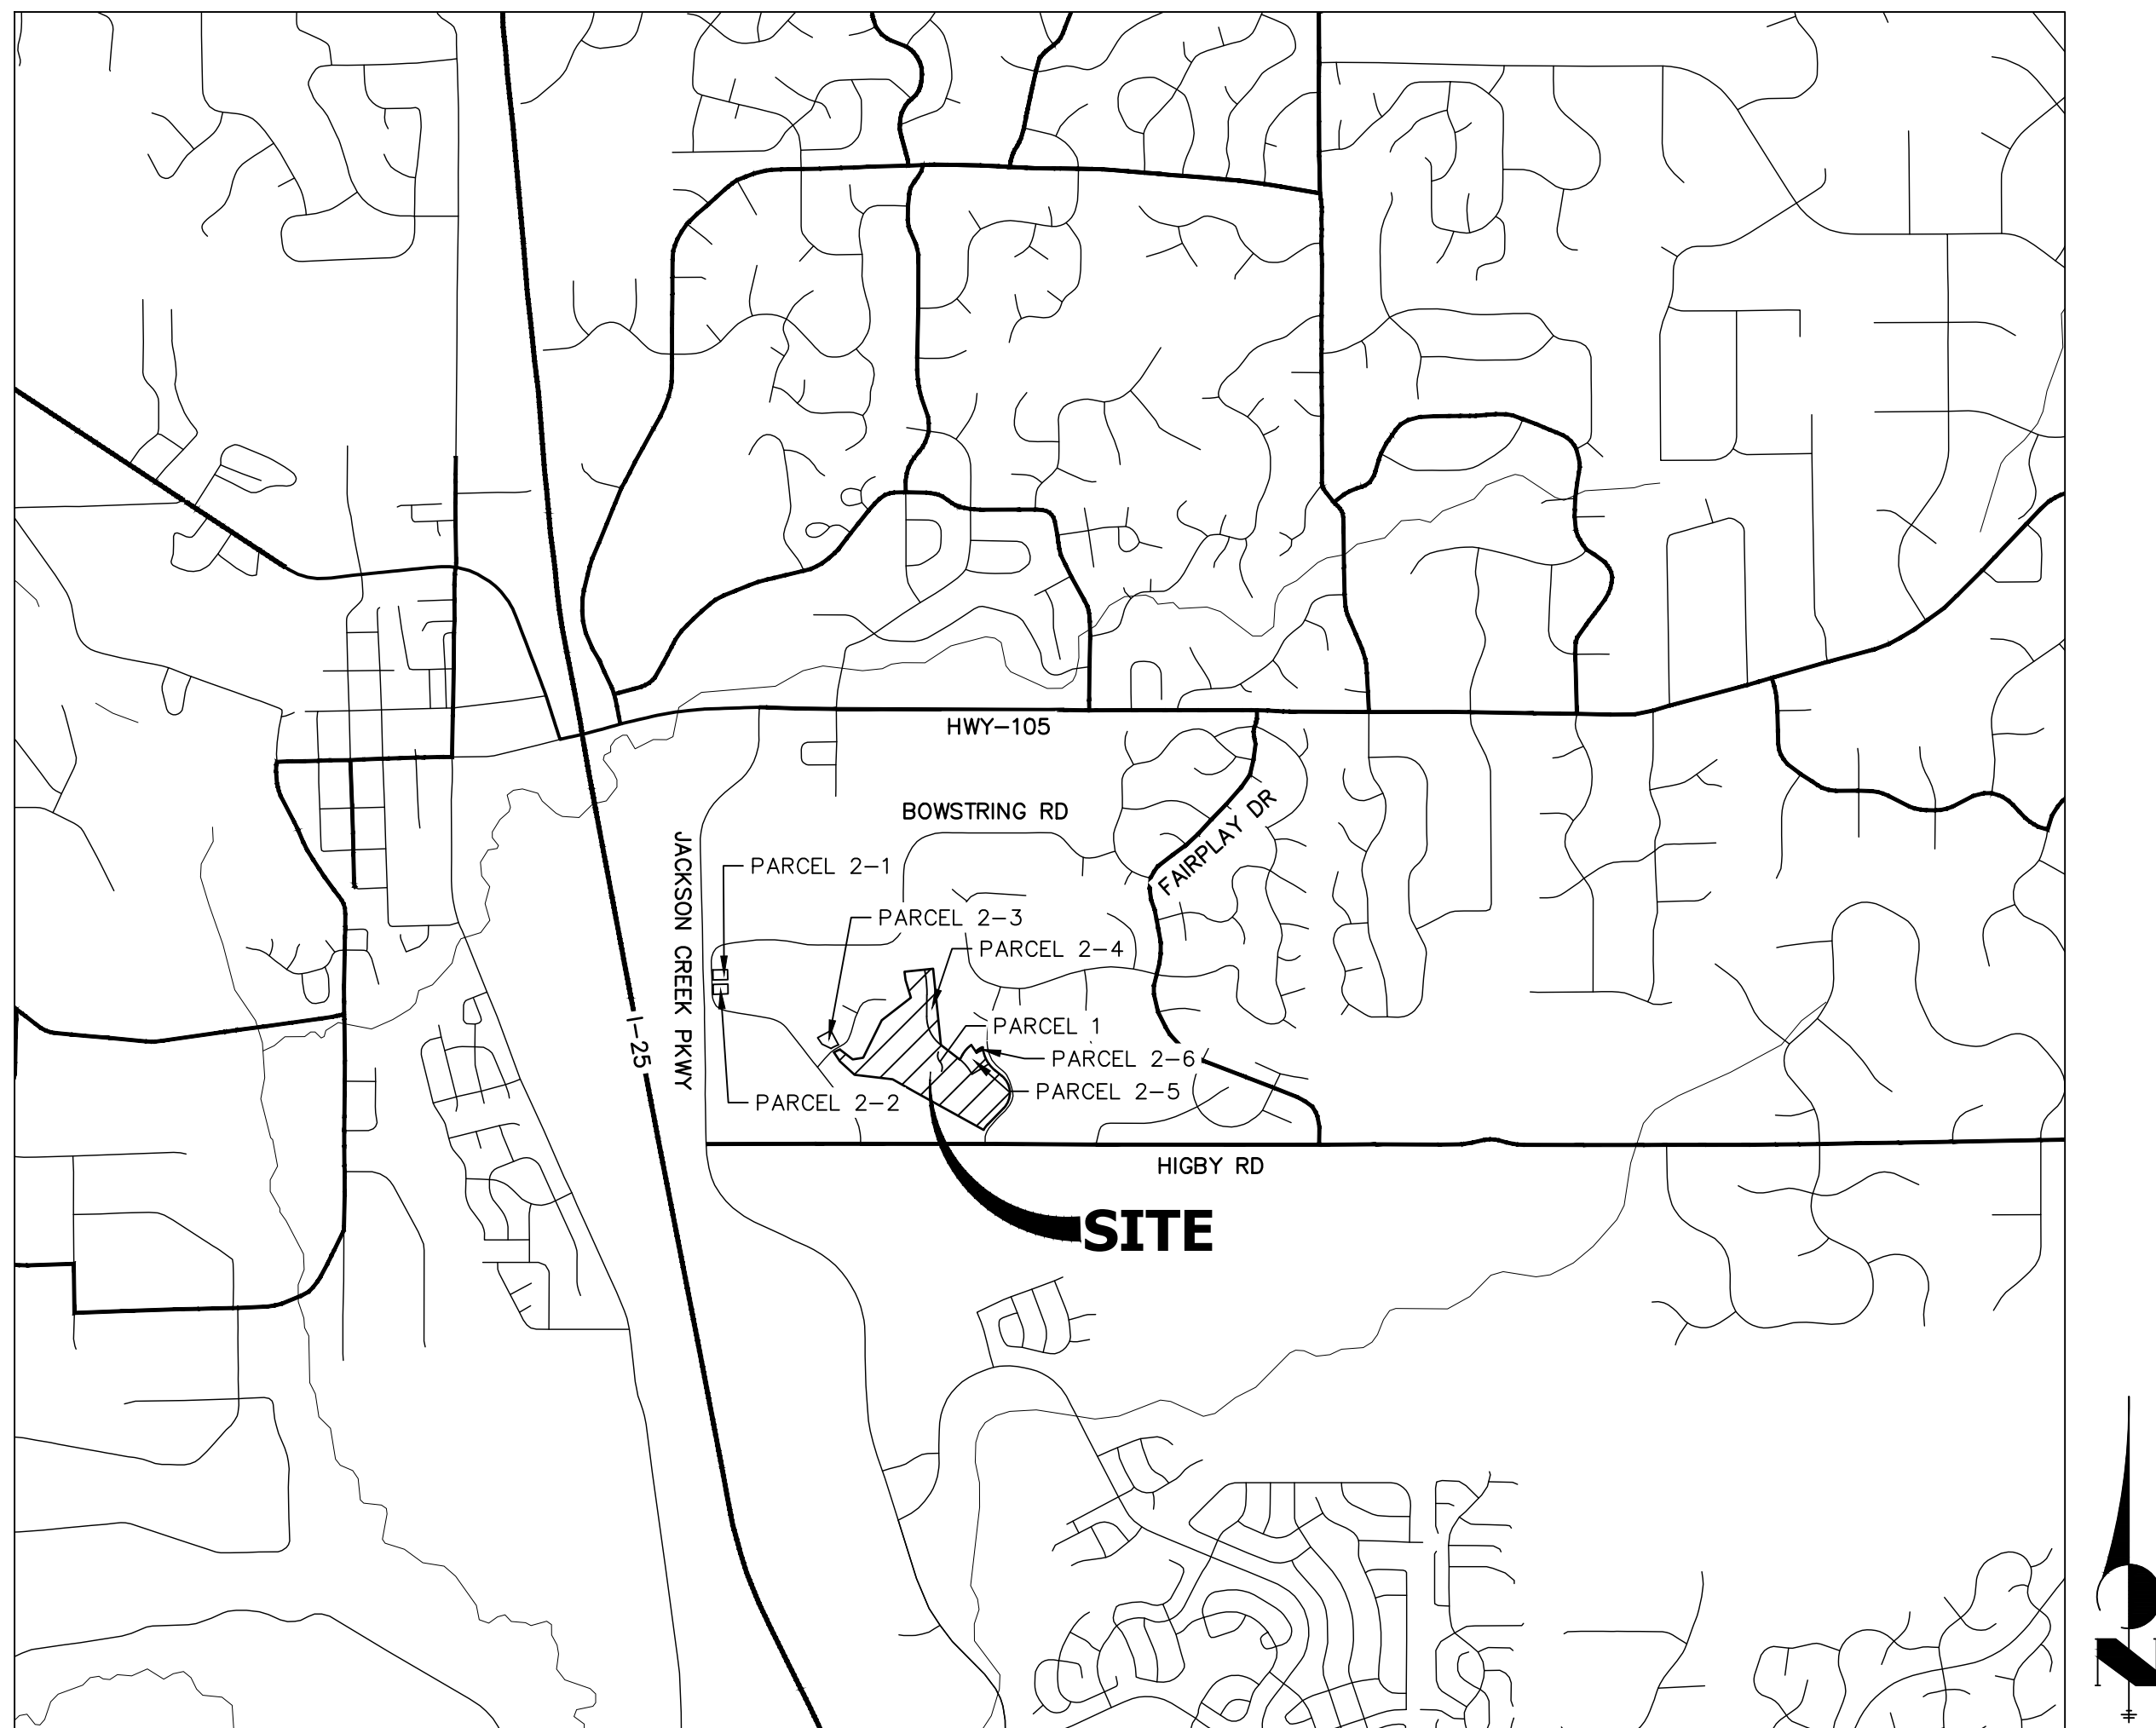 HWY-105
BOWSTRING RD
FAIRPLAY DR
JACKSON CREEK PKWY
PARCEL 2-1
PARCEL 2-3
PARCEL 2-4
I-25
PARCEL 1
PARCEL 2-6
PARCEL 2-5
PARCEL 2-2
HIGBY RD
SITE
N